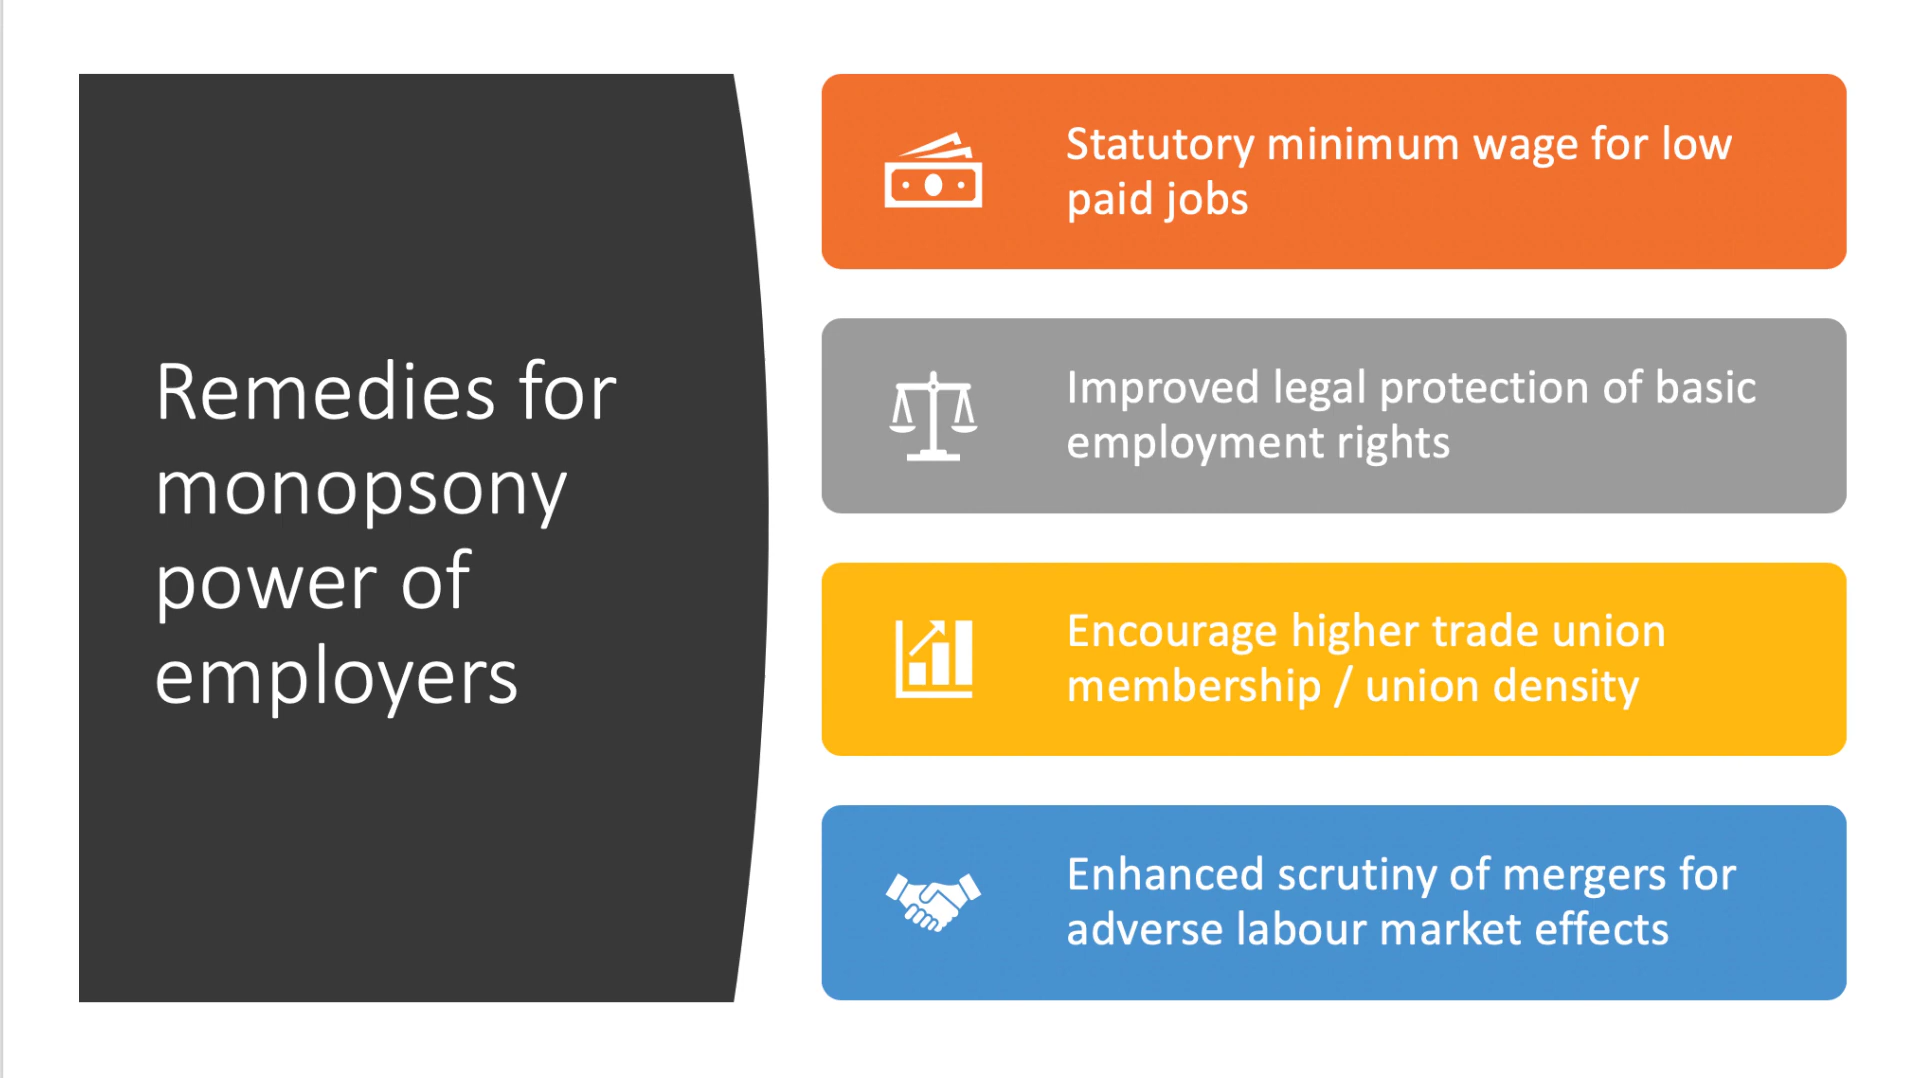 Remedies for
monopsony
power of
employers
Statutory minimum wage for low
paid jobs
Improved legal protection of basic
employment rights
Encourage higher trade union
membership / union density
Enhanced scrutiny of mergers for
adverse labour market effects